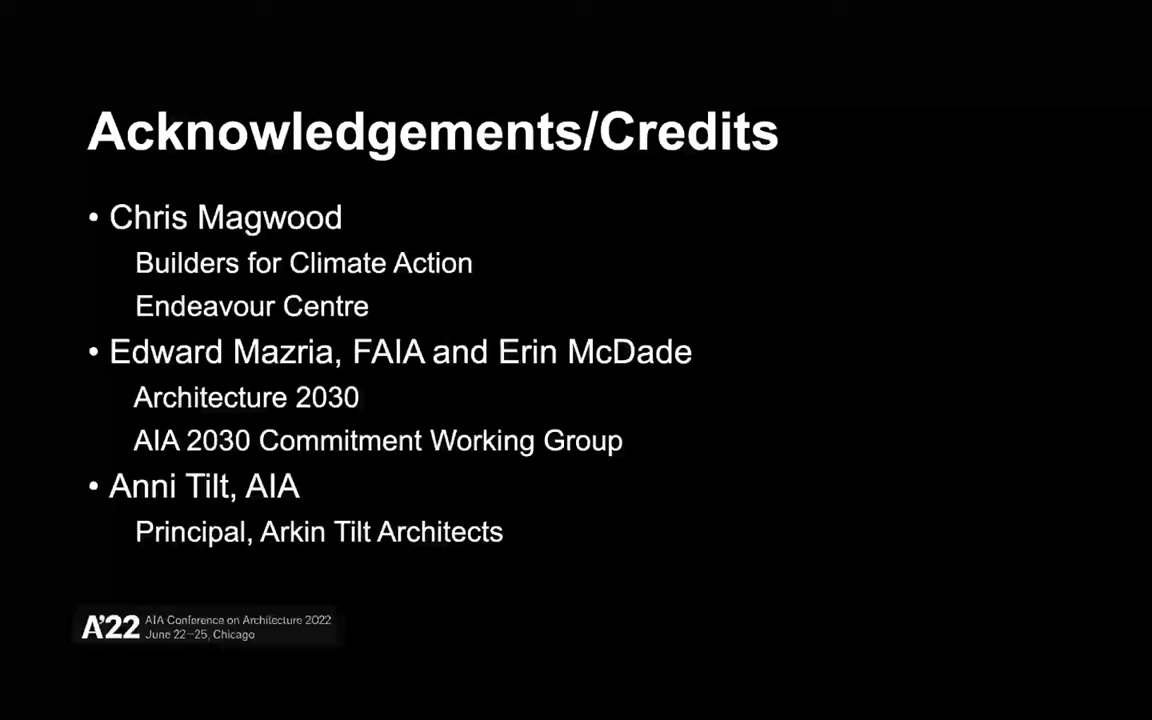 Acknowledgements/Credits
• Chris Magwood
Builders for Climate Action
Endeavour Centre
• Edward Mazria, FAIA and Erin McDade
Architecture 2030
AIA 2030 Commitment Working Group
• Anni Tilt, AIA
Principal, Arkin Tilt Architects
A'22
AIA Conference on Architecture 2022
June 22–25, Chicago